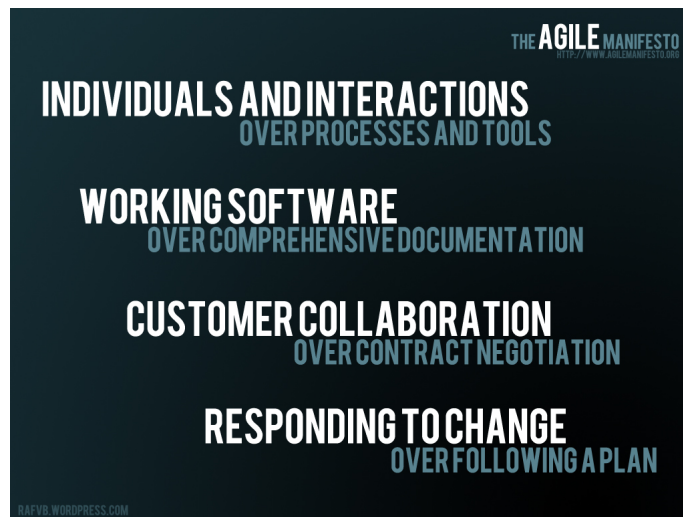 THE AGILE MANIFESTO
HTTP://WWW.AGILEMANIFESTO.ORG
INDIVIDUALS AND INTERACTIONS
OVER PROCESSES AND TOOLS
WORKING SOFTWARE
OVER COMPREHENSIVE DOCUMENTATION
CUSTOMER COLLABORATION
OVER CONTRACT NEGOTIATION
RESPONDING TO CHANGE
OVER FOLLOWING A PLAN
RAFVB.WORDPRESS.COM